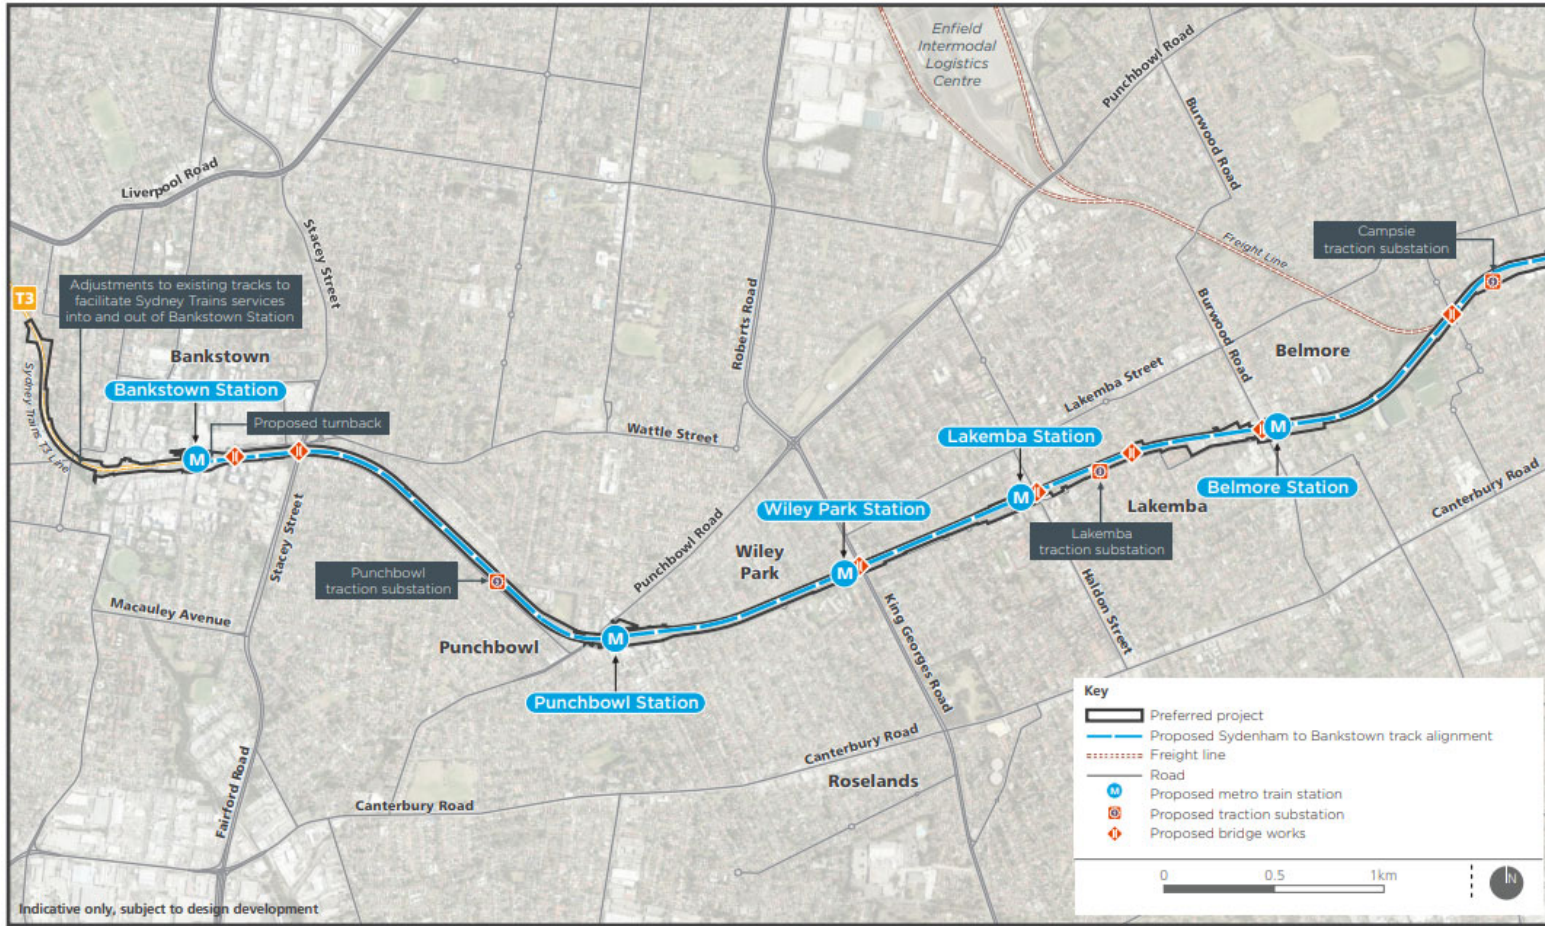 Enfield
Intermodal
Logistics
Centre
Punchbowl Road
Burwood Road
Liverpool Road
Stacey Street
Campsie
traction substation
Freight Line
T3
Adjustments to existing tracks to
facilitate Sydney Trains services
into and out of Bankstown Station
Roberts Road
Burwood Road
Bankstown
Belmore
Bankstown Station
Lakemba Street
Sydney Trains T3 Line
Proposed turnback
Wattle Street
Lakemba Station
M
M
Belmore Station
Canterbury Road
M
Lakemba
Wiley Park Station
Stacey Street
Punchbowl Road
Lakemba
traction substation
Wiley
Park
M
Punchbowl
traction substation
Haldon Street
Macauley Avenue
King Georges Road
M
Punchbowl
Punchbowl Station
Canterbury Road
Roselands
Fairford Road
Canterbury Road
Key
Preferred project
Proposed Sydenham to Bankstown track alignment
Freight line
Road
M Proposed metro train station
Proposed traction substation
Proposed bridge works
0 0.5 1km
N
Indicative only, subject to design development